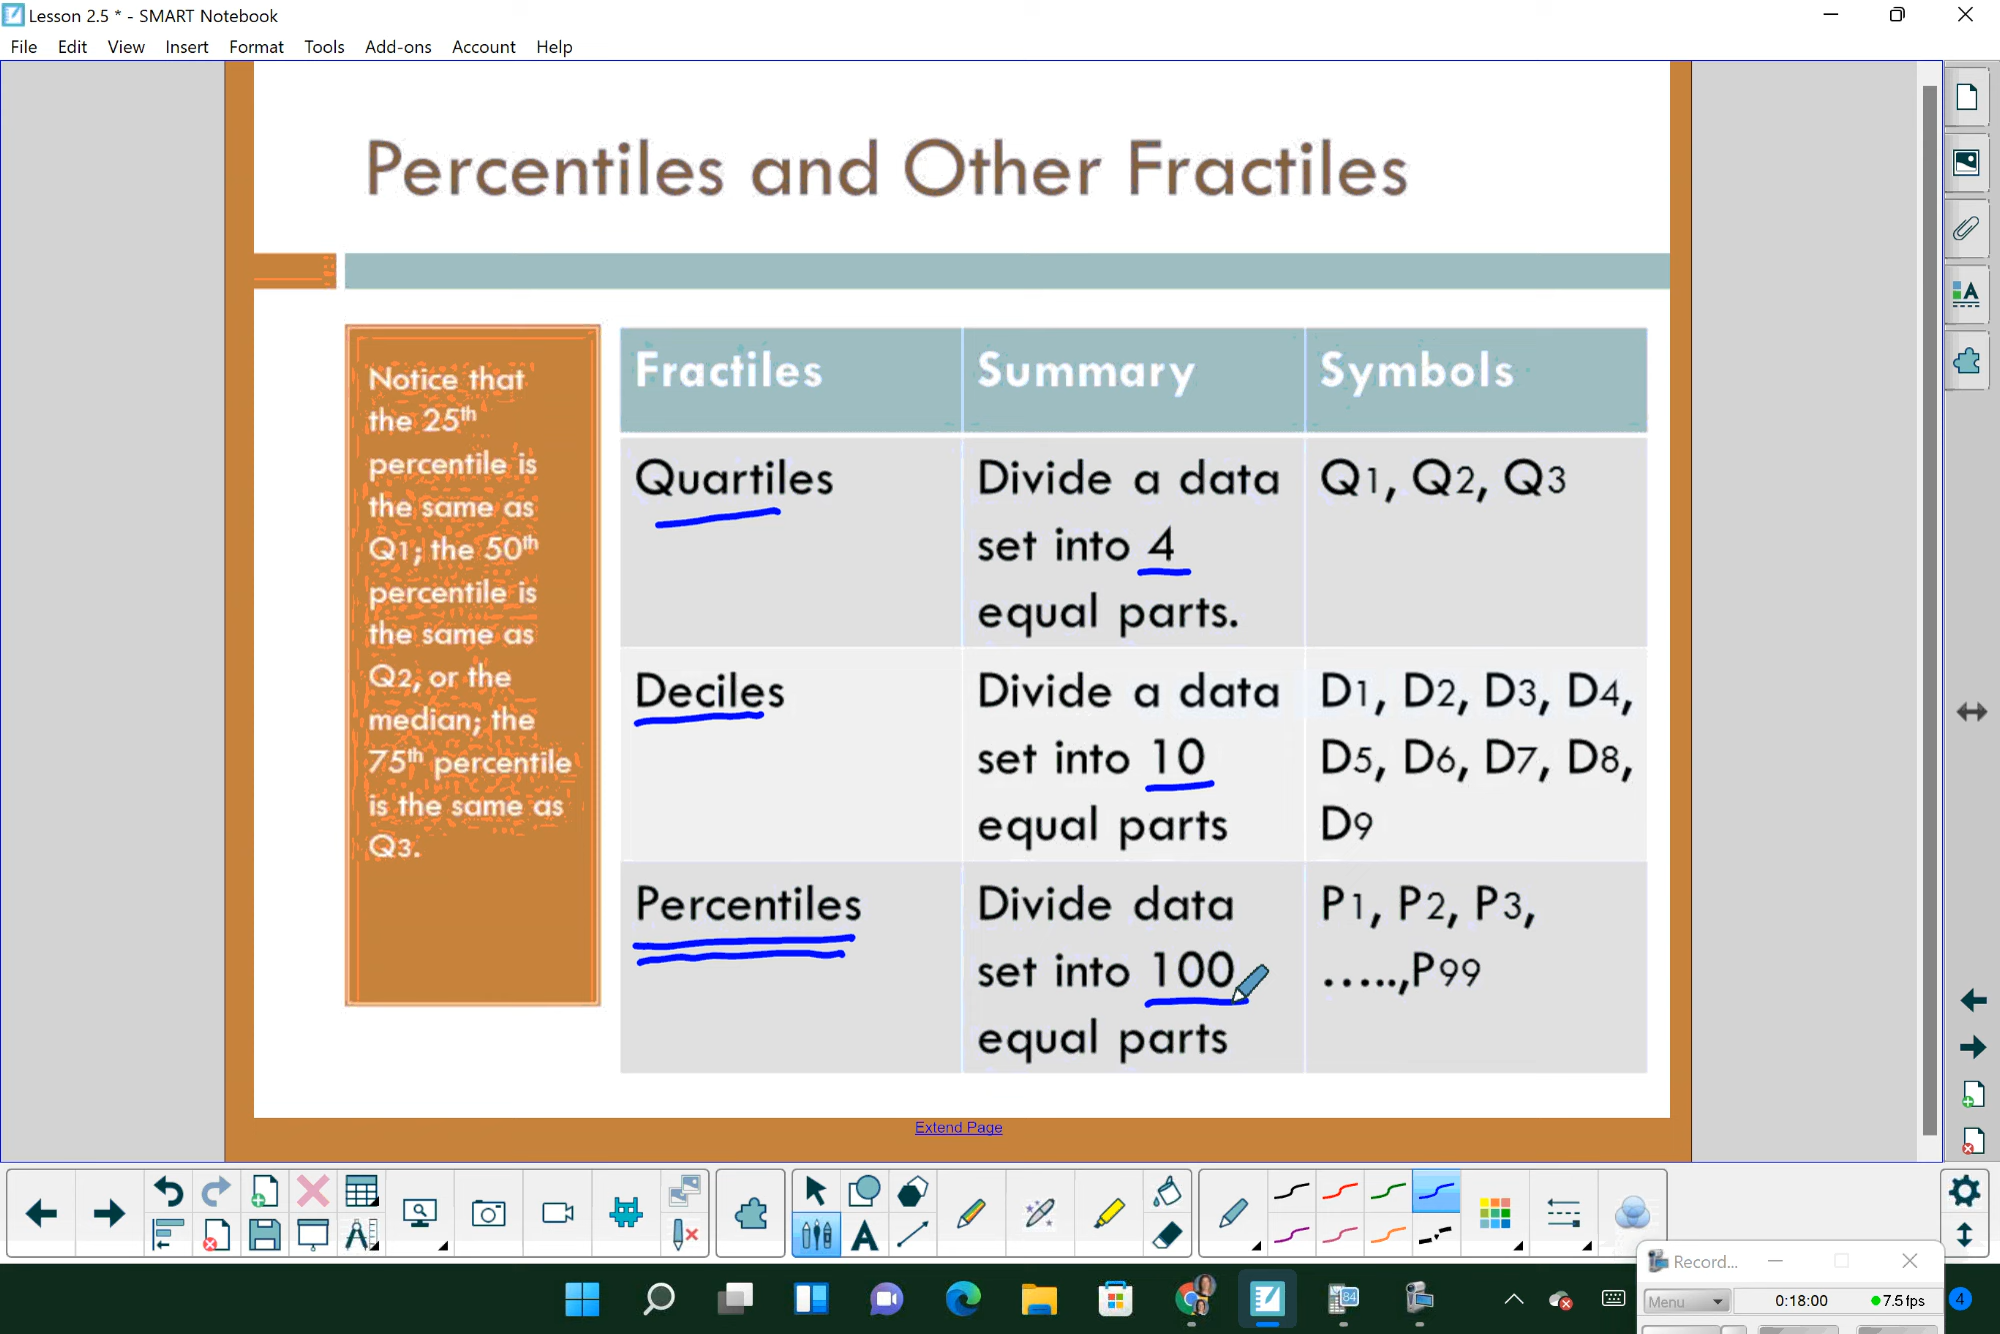 Lesson 2.5 * - SMART Notebook
File Edit View Insert Format Tools Add-ons Account Help
Percentiles and Other Fractiles
Notice that
the 25th
percentile is
the same as
Q1; the 50th
percentile is
the same as
Q2, or the
median; the
75th percentile
is the same as
Q3.
Fractiles Summary Symbols
Quartiles Divide a data Q1, Q2, Q3
set into 4
equal parts.
Deciles Divide a data D1, D2, D3, D4,
set into 10 D5, D6, D7, D8,
equal parts D9
Percentiles Divide data P1, P2, P3,
set into 100 .....,P99
equal parts
Extend Page
Record...
Menu 0:18:00 7.5 fps 4
84